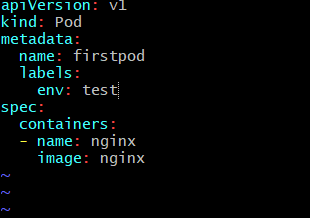 apiVersion: v1
kind: Pod
metadata:
  name: firstpod
  labels:
    env: test
spec:
  containers:
  - name: nginx
    image: nginx
~
~
~